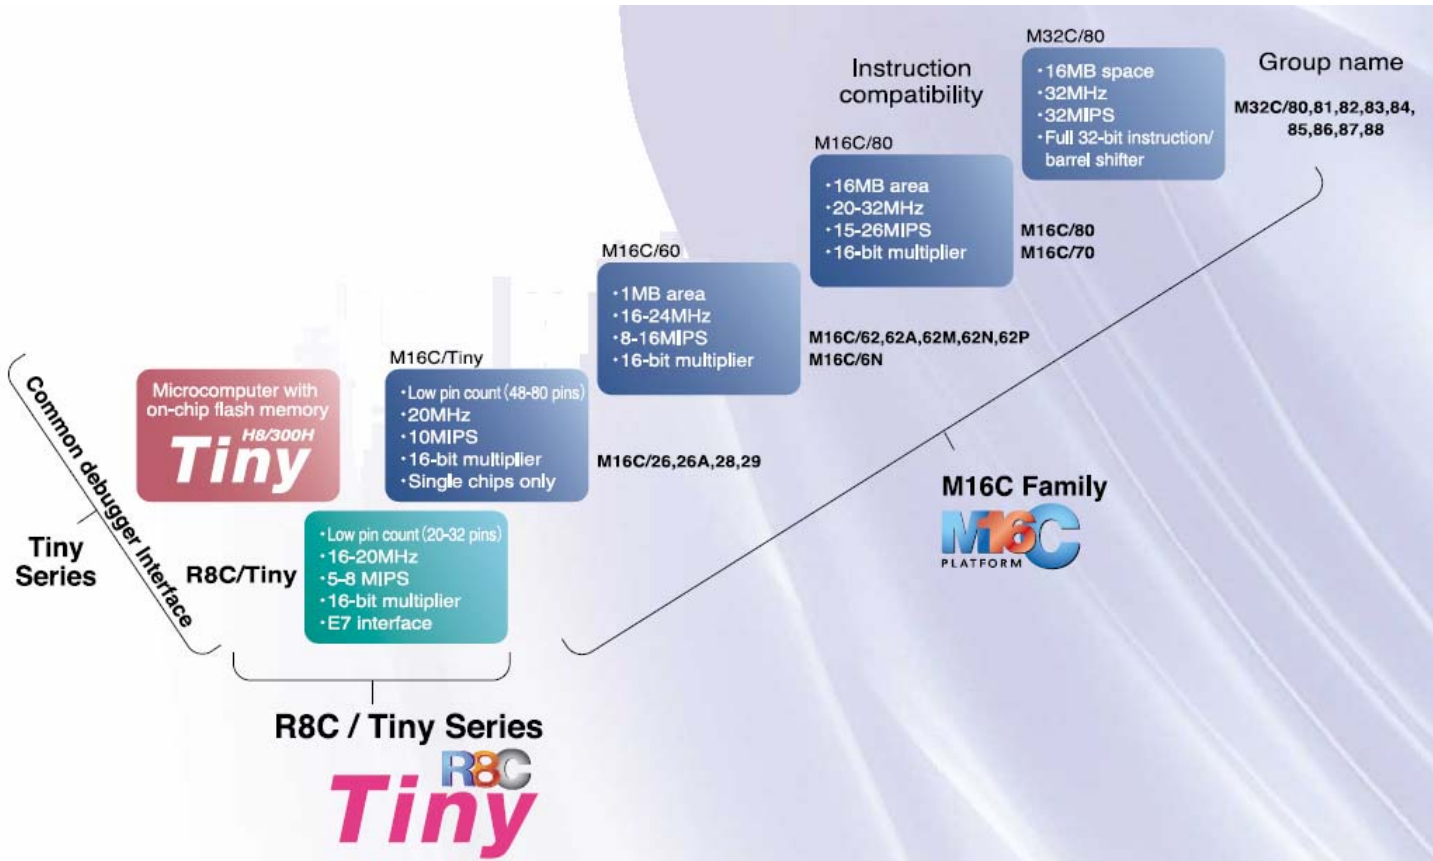 M32C/80
・16MB space
・32MHz
・32MIPS
・Full 32-bit instruction/
barrel shifter
Instruction
compatibility
Group name
M32C/80,81,82,83,84,
85,86,87,88
M16C/80
・16MB area
・20-32MHz
・15-26MIPS
・16-bit multiplier
M16C/80
M16C/70
M16C/60
・1MB area
・16-24MHz
・8-16MIPS
・16-bit multiplier
M16C/62,62A,62M,62N,62P
M16C/6N
M16C/Tiny
・Low pin count(48-80 pins)
・20MHz
・10MIPS
・16-bit multiplier
・Single chips only
M16C/26,26A,28,29
Microcomputer with
on-chip flash memory
H8/300H
Tiny
Common debugger Interface
Tiny
Series
R8C/Tiny
・Low pin count(20-32 pins)
・16-20MHz
・5-8 MIPS
・16-bit multiplier
・E7 interface
M16C Family
M16C
PLATFORM
R8C / Tiny Series
R8C
Tiny